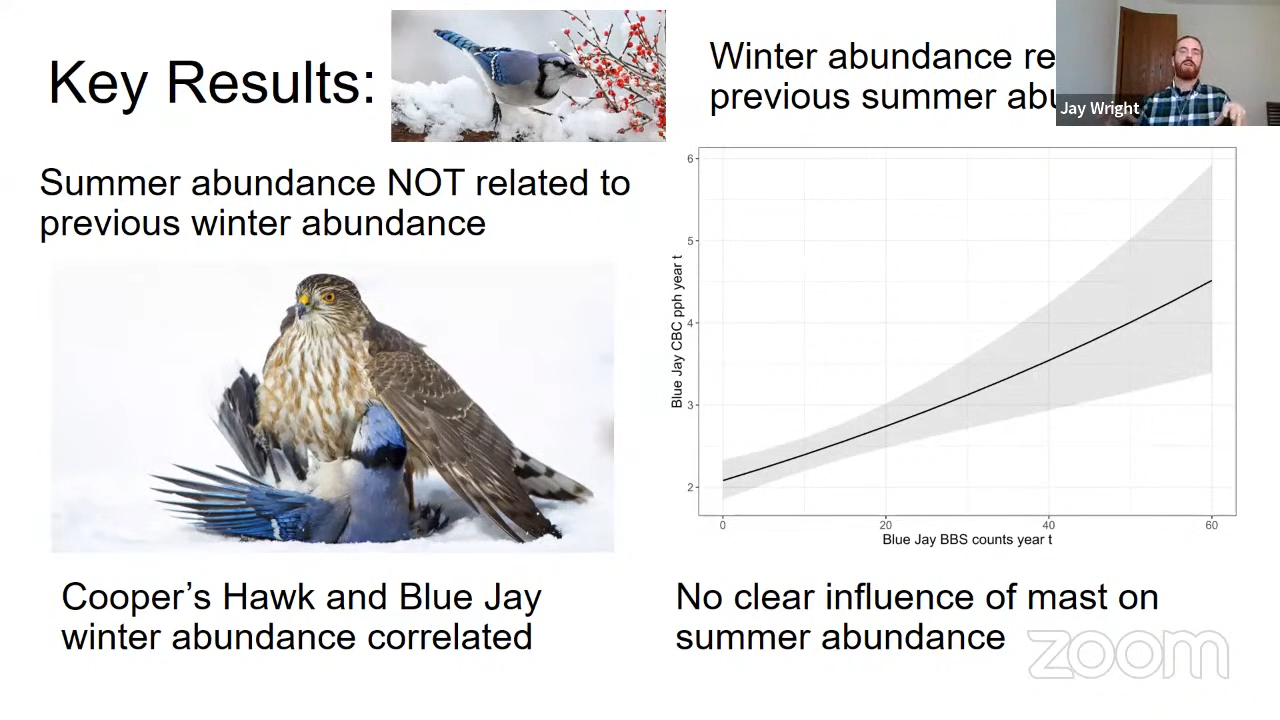 Key Results:
Winter abundance
previous summer
Jay Wright
Summer abundance NOT related to
previous winter abundance
6
5
4
3
2
Blue Jay CBC pph year t
0
20
40
60
Blue Jay BBS counts year t
Cooper’s Hawk and Blue Jay
winter abundance correlated
No clear influence of mast on
summer abundance
zoom